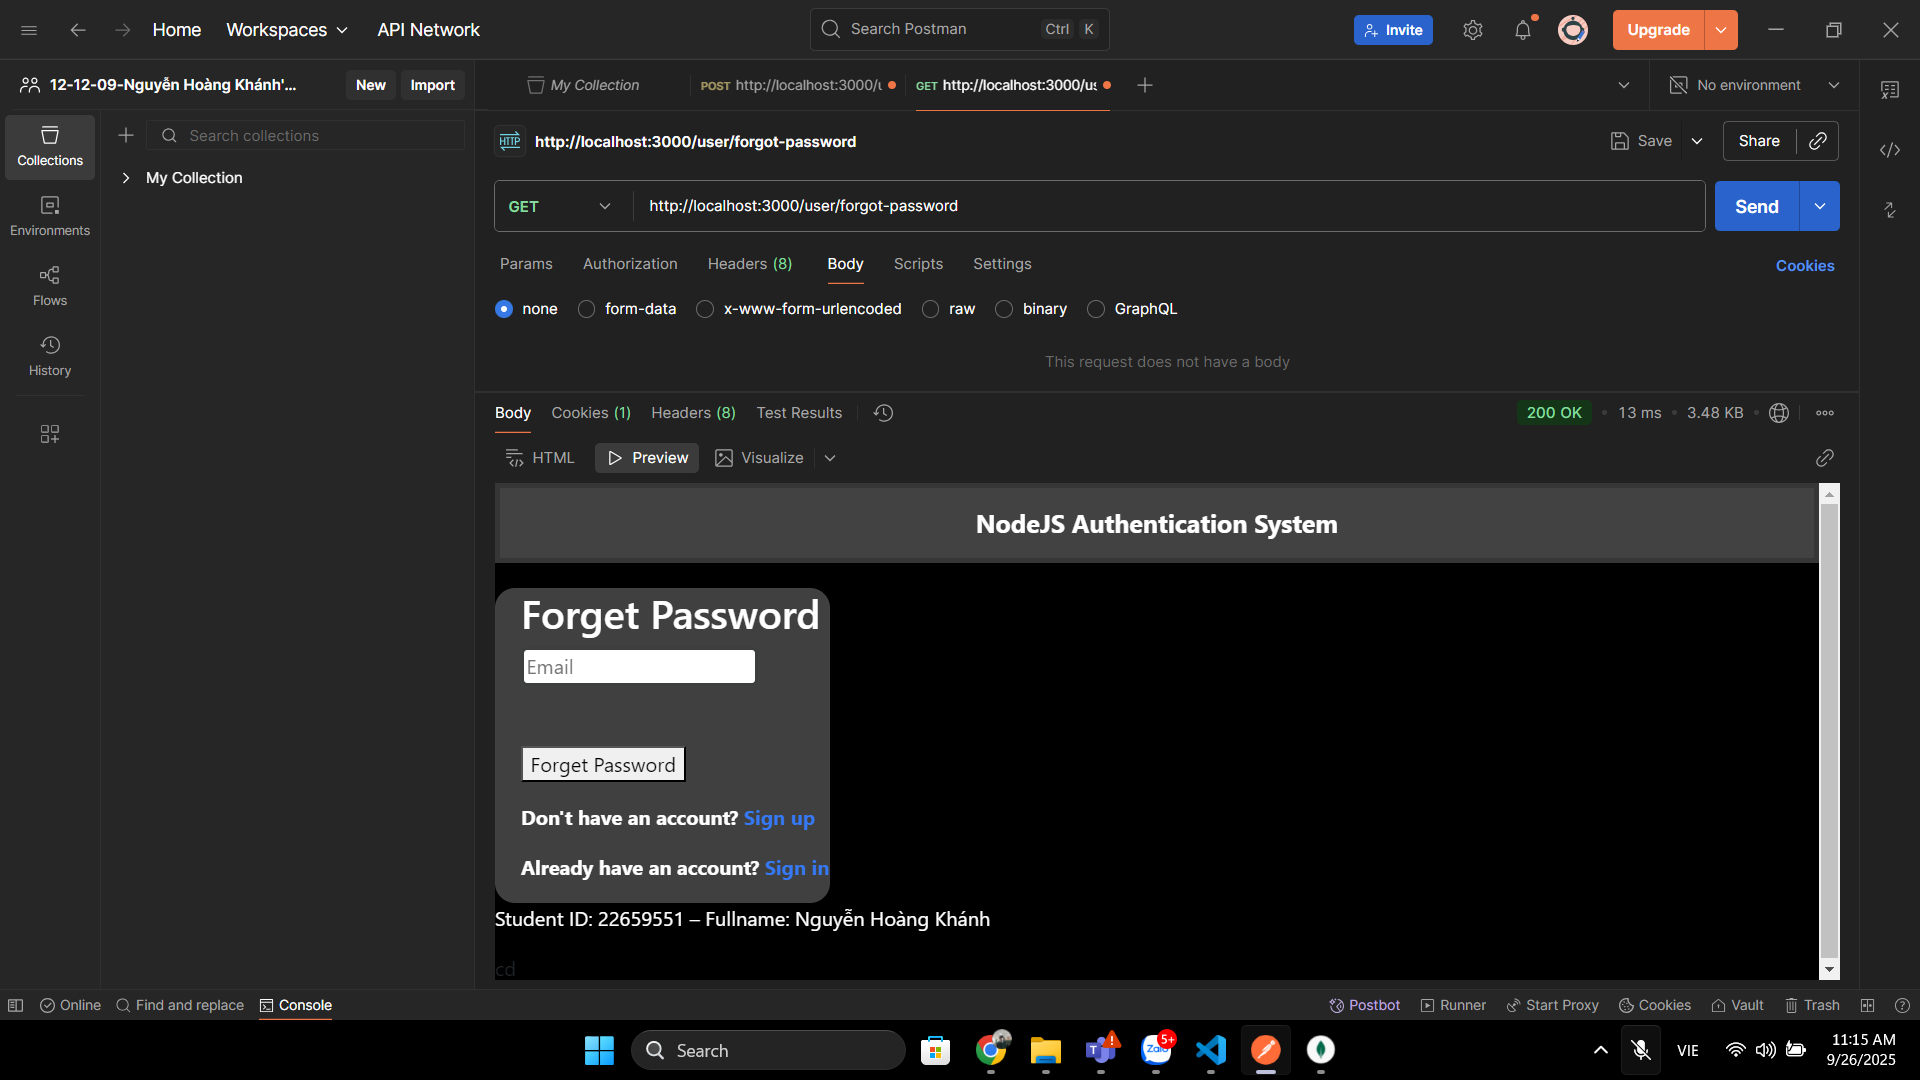 Home
Workspaces
API Network
Search Postman
Ctrl
K
Invite
Upgrade
12-12-09-Nguyễn Hoàng Khánh'...
New
Import
My Collection
POST http://localhost:3000/u
GET http://localhost:3000/us
No environment
Search collections
Collections
My Collection
Environments
Flows
History
HTTP
http://localhost:3000/user/forgot-password
Save
Share
GET
http://localhost:3000/user/forgot-password
Send
Params
Authorization
Headers (8)
Body
Scripts
Settings
Cookies
none
form-data
x-www-form-urlencoded
raw
binary
GraphQL
This request does not have a body
Body
Cookies (1)
Headers (8)
Test Results
200 OK
13 ms
3.48 KB
HTML
Preview
Visualize
NodeJS Authentication System
Forget Password
Email
Forget Password
Don't have an account? Sign up
Already have an account? Sign in
Student ID: 22659551 – Fullname: Nguyễn Hoàng Khánh
cd
Online
Find and replace
Console
Postbot
Runner
Start Proxy
Cookies
Vault
Trash
Search
Zalo
5+
VIE
11:15 AM
9/26/2025